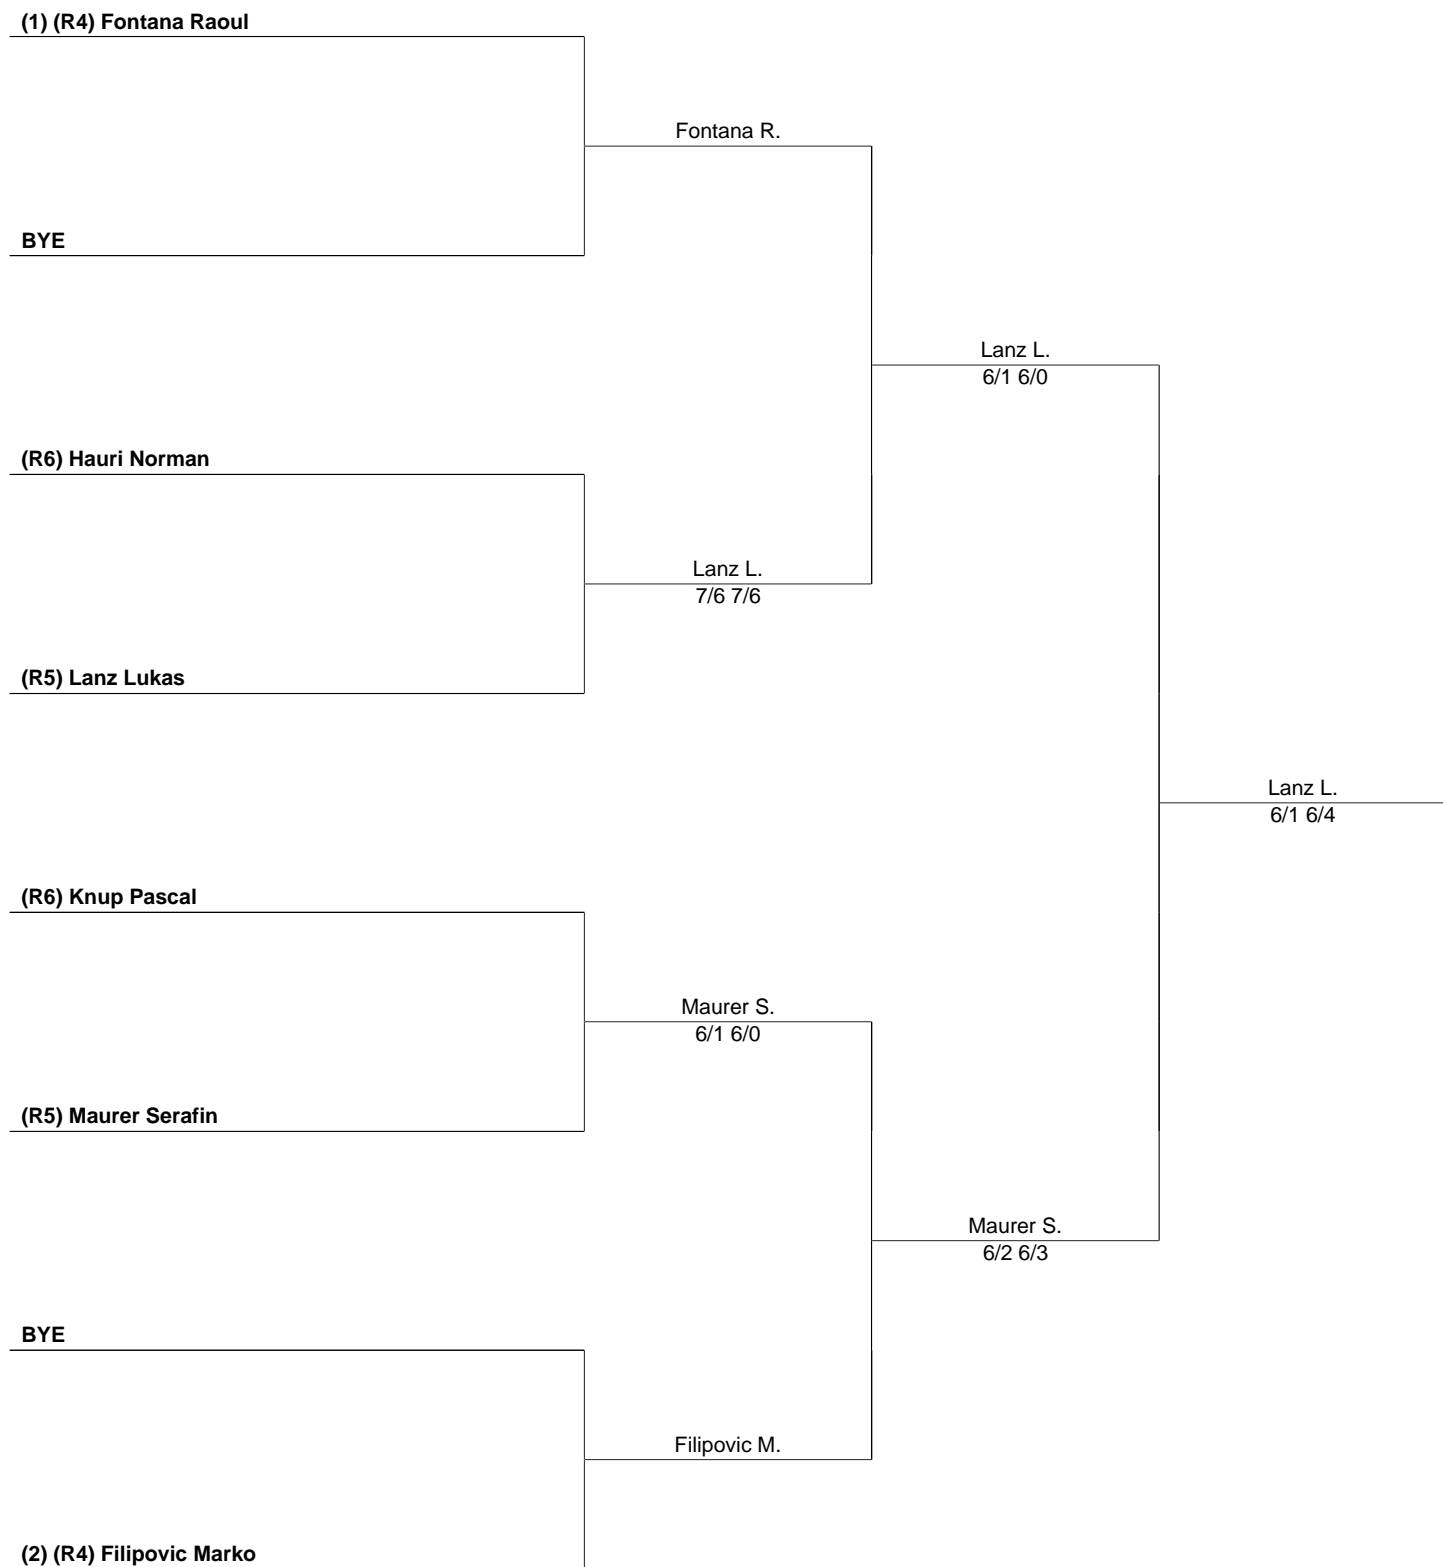 (1) (R4) Fontana Raoul
Fontana R.
BYE
Lanz L.
6/1 6/0
(R6) Hauri Norman
Lanz L.
7/6 7/6
(R5) Lanz Lukas
Lanz L.
6/1 6/4
(R6) Knup Pascal
Maurer S.
6/1 6/0
(R5) Maurer Serafin
Maurer S.
6/2 6/3
BYE
Filipovic M.
(2) (R4) Filipovic Marko